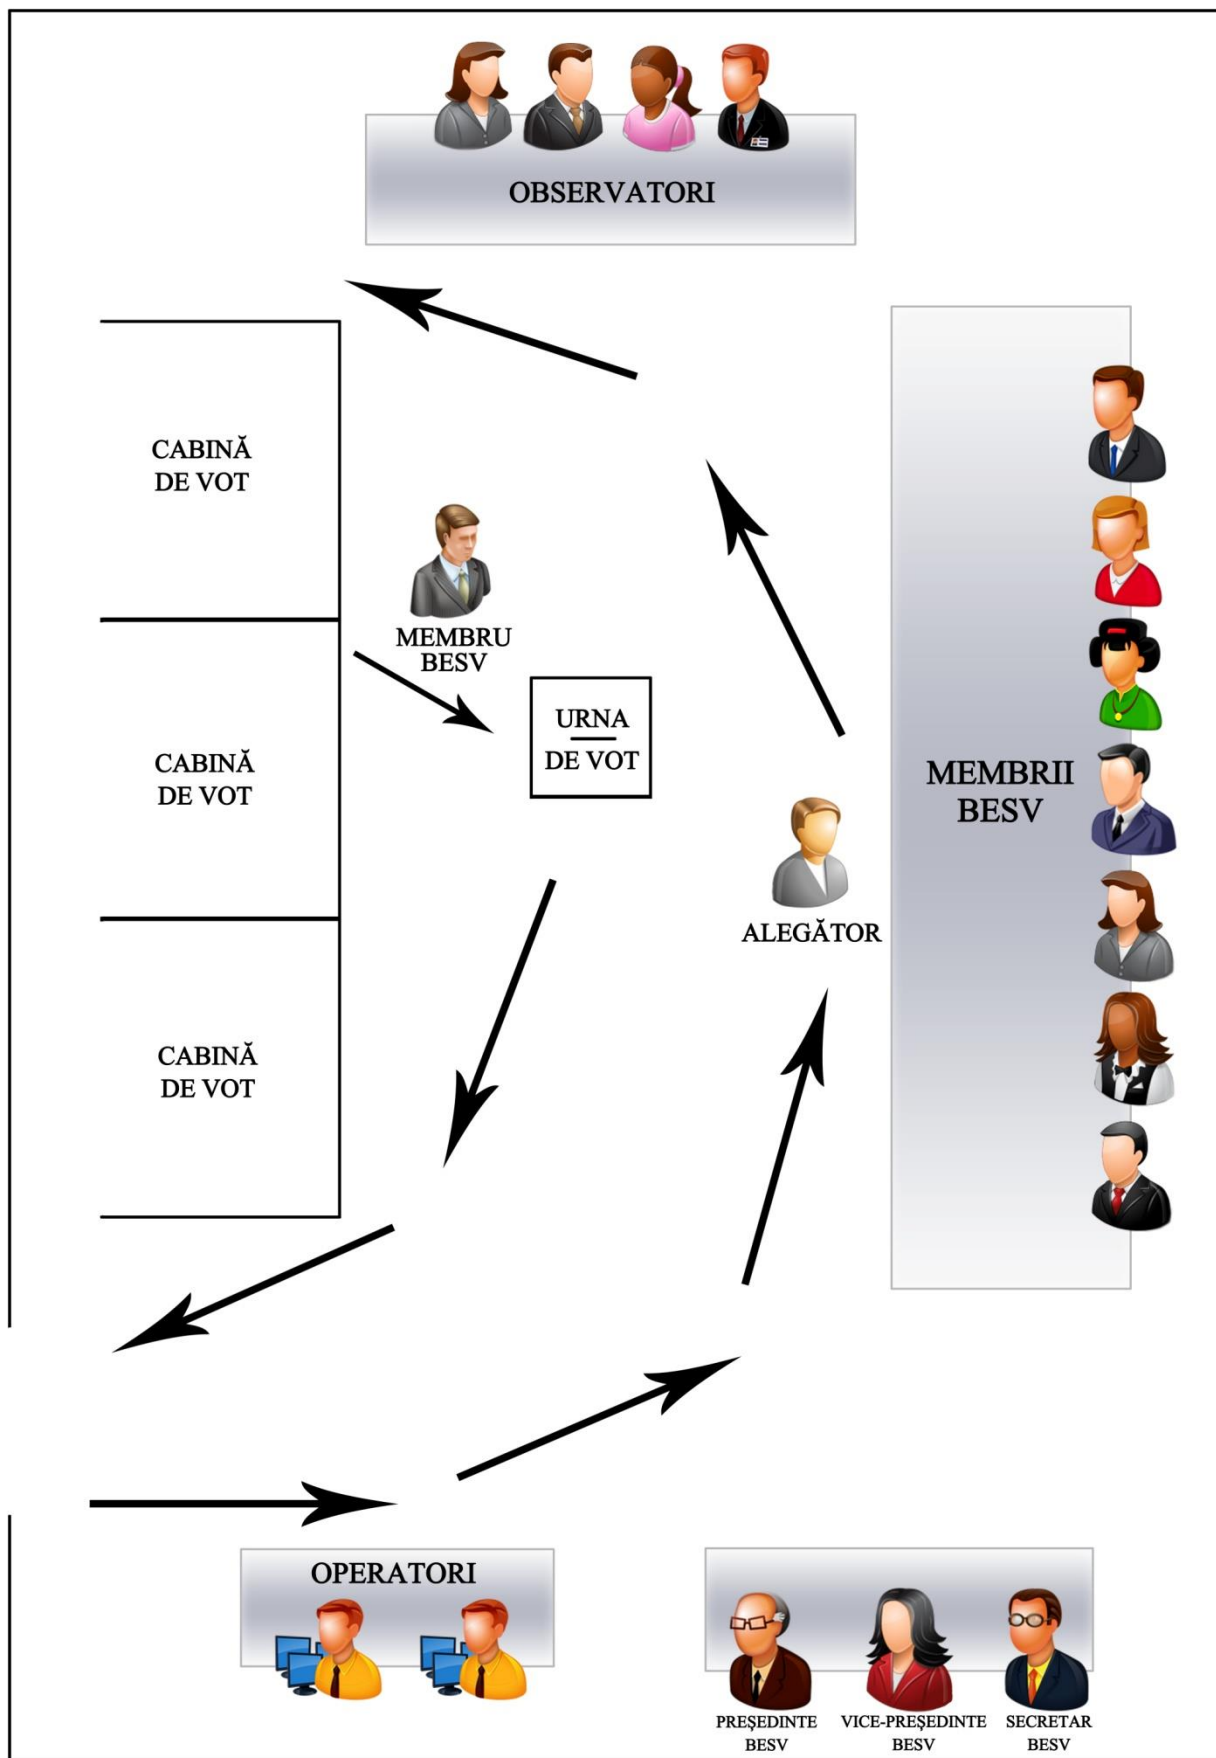 OBSERVATORI
CABINĂ
DE VOT
MEMBRU
BESV
URNA
DE VOT
CABINĂ
DE VOT
MEMBRII
BESV
ALEGĂTOR
CABINĂ
DE VOT
OPERATORI
PREȘEDINTE
BESV
VICE-PREȘEDINTE
BESV
SECRETAR
BESV